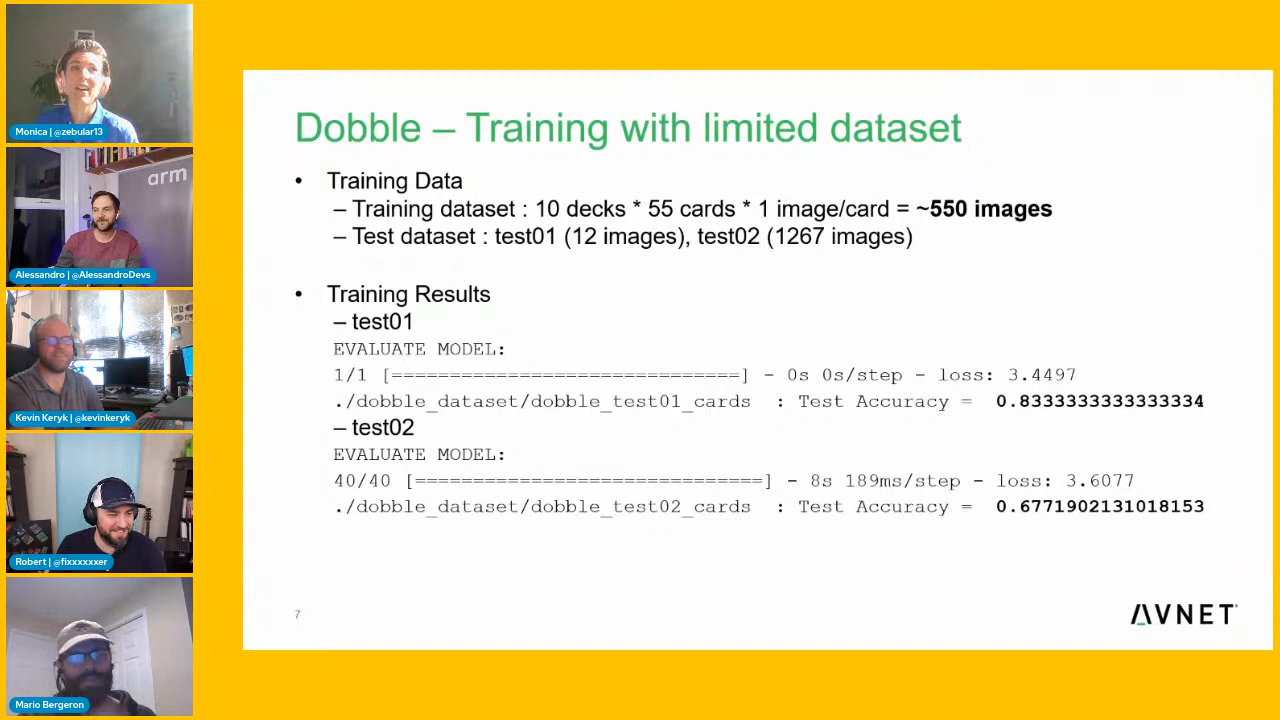 Monica | @zebular13
arm
Alessandro | @AlessandroDevs
Kevin Keryk | @kevinkeryk
Robert | @fixxxxxxer
Mario Bergeron
Dobble – Training with limited dataset
• Training Data
– Training dataset : 10 decks * 55 cards * 1 image/card = ~550 images
– Test dataset : test01 (12 images), test02 (1267 images)
• Training Results
– test01
EVALUATE MODEL:
1/1 [==============================] - 0s 0s/step - loss: 3.4497
./dobble_dataset/dobble_test01_cards : Test Accuracy = 0.8333333333333334
– test02
EVALUATE MODEL:
40/40 [==============================] - 8s 189ms/step - loss: 3.6077
./dobble_dataset/dobble_test02_cards : Test Accuracy = 0.6771902131018153
7
AVNET